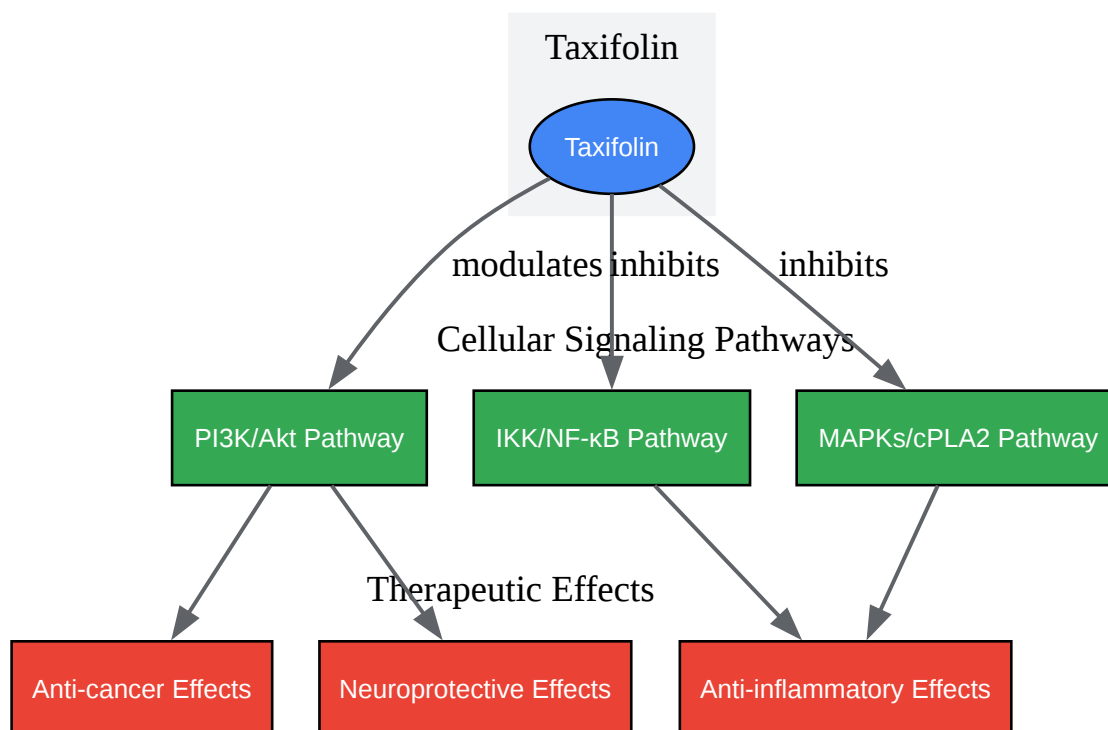 Taxifolin
Taxifolin
modulates
inhibits
inhibits
Cellular Signaling Pathways
PI3K/Akt Pathway
IKK/NF-κB Pathway
MAPKs/cPLA2 Pathway
Therapeutic Effects
Anti-cancer Effects
Neuroprotective Effects
Anti-inflammatory Effects